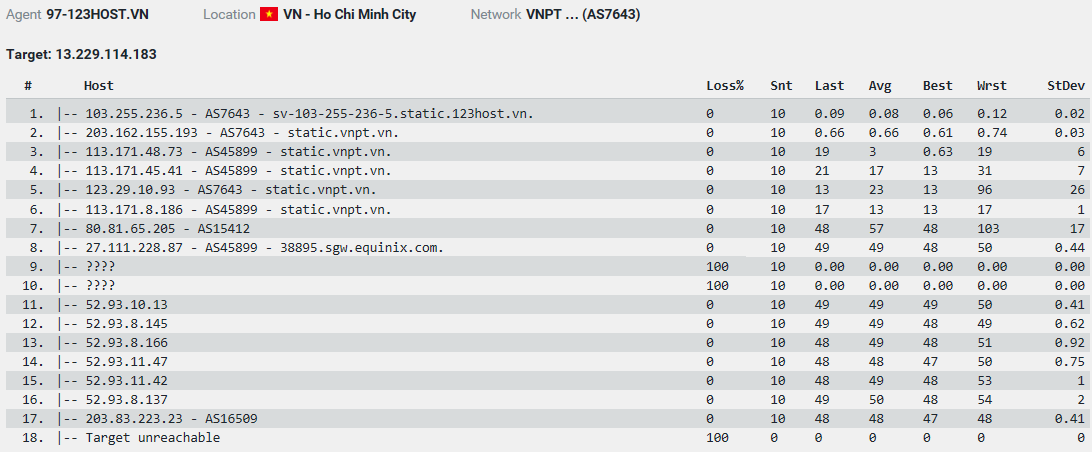 Agent 97-123HOST.VN Location VN - Ho Chi Minh City Network VNPT ... (AS7643)
Target: 13.229.114.183
# Host Loss% Snt Last Avg Best Wrst StDev
1. |-- 103.255.236.5 - AS7643 - sv-103-255-236-5.static.123host.vn. 0 10 0.09 0.08 0.06 0.12 0.02
2. |-- 203.162.155.193 - AS7643 - static.vnpt.vn. 0 10 0.66 0.66 0.61 0.74 0.03
3. |-- 113.171.48.73 - AS45899 - static.vnpt.vn. 0 10 19 3 0.63 19 6
4. |-- 113.171.45.41 - AS45899 - static.vnpt.vn. 0 10 21 17 13 31 7
5. |-- 123.29.10.93 - AS7643 - static.vnpt.vn. 0 10 13 23 13 96 26
6. |-- 113.171.8.186 - AS45899 - static.vnpt.vn. 0 10 17 13 13 17 1
7. |-- 80.81.65.205 - AS15412 0 10 48 57 48 103 17
8. |-- 27.111.228.87 - AS45899 - 38895.sgw.equinix.com. 0 10 49 49 48 50 0.44
9. |-- ???? 100 10 0.00 0.00 0.00 0.00 0.00
10. |-- ???? 100 10 0.00 0.00 0.00 0.00 0.00
11. |-- 52.93.10.13 0 10 49 49 49 50 0.41
12. |-- 52.93.8.145 0 10 49 49 48 49 0.62
13. |-- 52.93.8.166 0 10 48 49 48 51 0.92
14. |-- 52.93.11.47 0 10 48 48 47 50 0.75
15. |-- 52.93.11.42 0 10 48 49 48 53 1
16. |-- 52.93.8.137 0 10 49 50 48 54 2
17. |-- 203.83.223.23 - AS16509 0 10 48 48 47 48 0.41
18. |-- Target unreachable 100 0 0 0 0 0 0